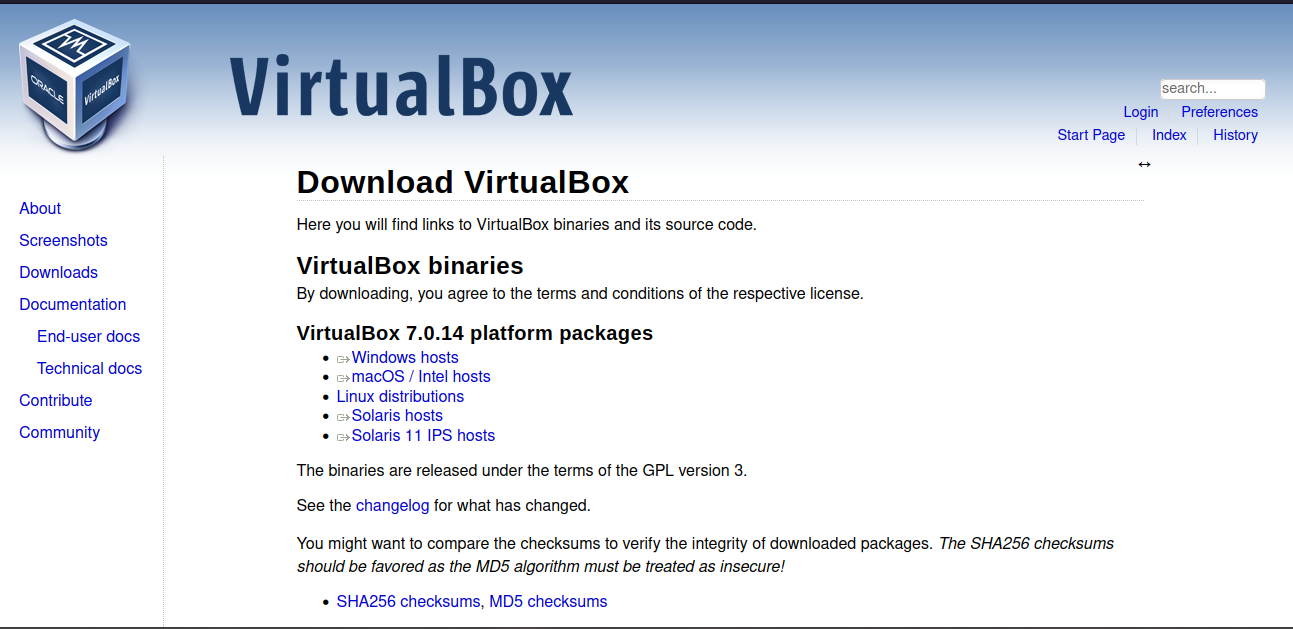 ORACLE
VirtualBox
VirtualBox
search...
Login Preferences
Start Page Index History
About
Screenshots
Downloads
Documentation
End-user docs
Technical docs
Contribute
Community
Download VirtualBox
Here you will find links to VirtualBox binaries and its source code.
VirtualBox binaries
By downloading, you agree to the terms and conditions of the respective license.
VirtualBox 7.0.14 platform packages
Windows hosts
macOS / Intel hosts
Linux distributions
Solaris hosts
Solaris 11 IPS hosts
The binaries are released under the terms of the GPL version 3.
See the changelog for what has changed.
You might want to compare the checksums to verify the integrity of downloaded packages. The SHA256 checksums
should be favored as the MD5 algorithm must be treated as insecure!
SHA256 checksums, MD5 checksums